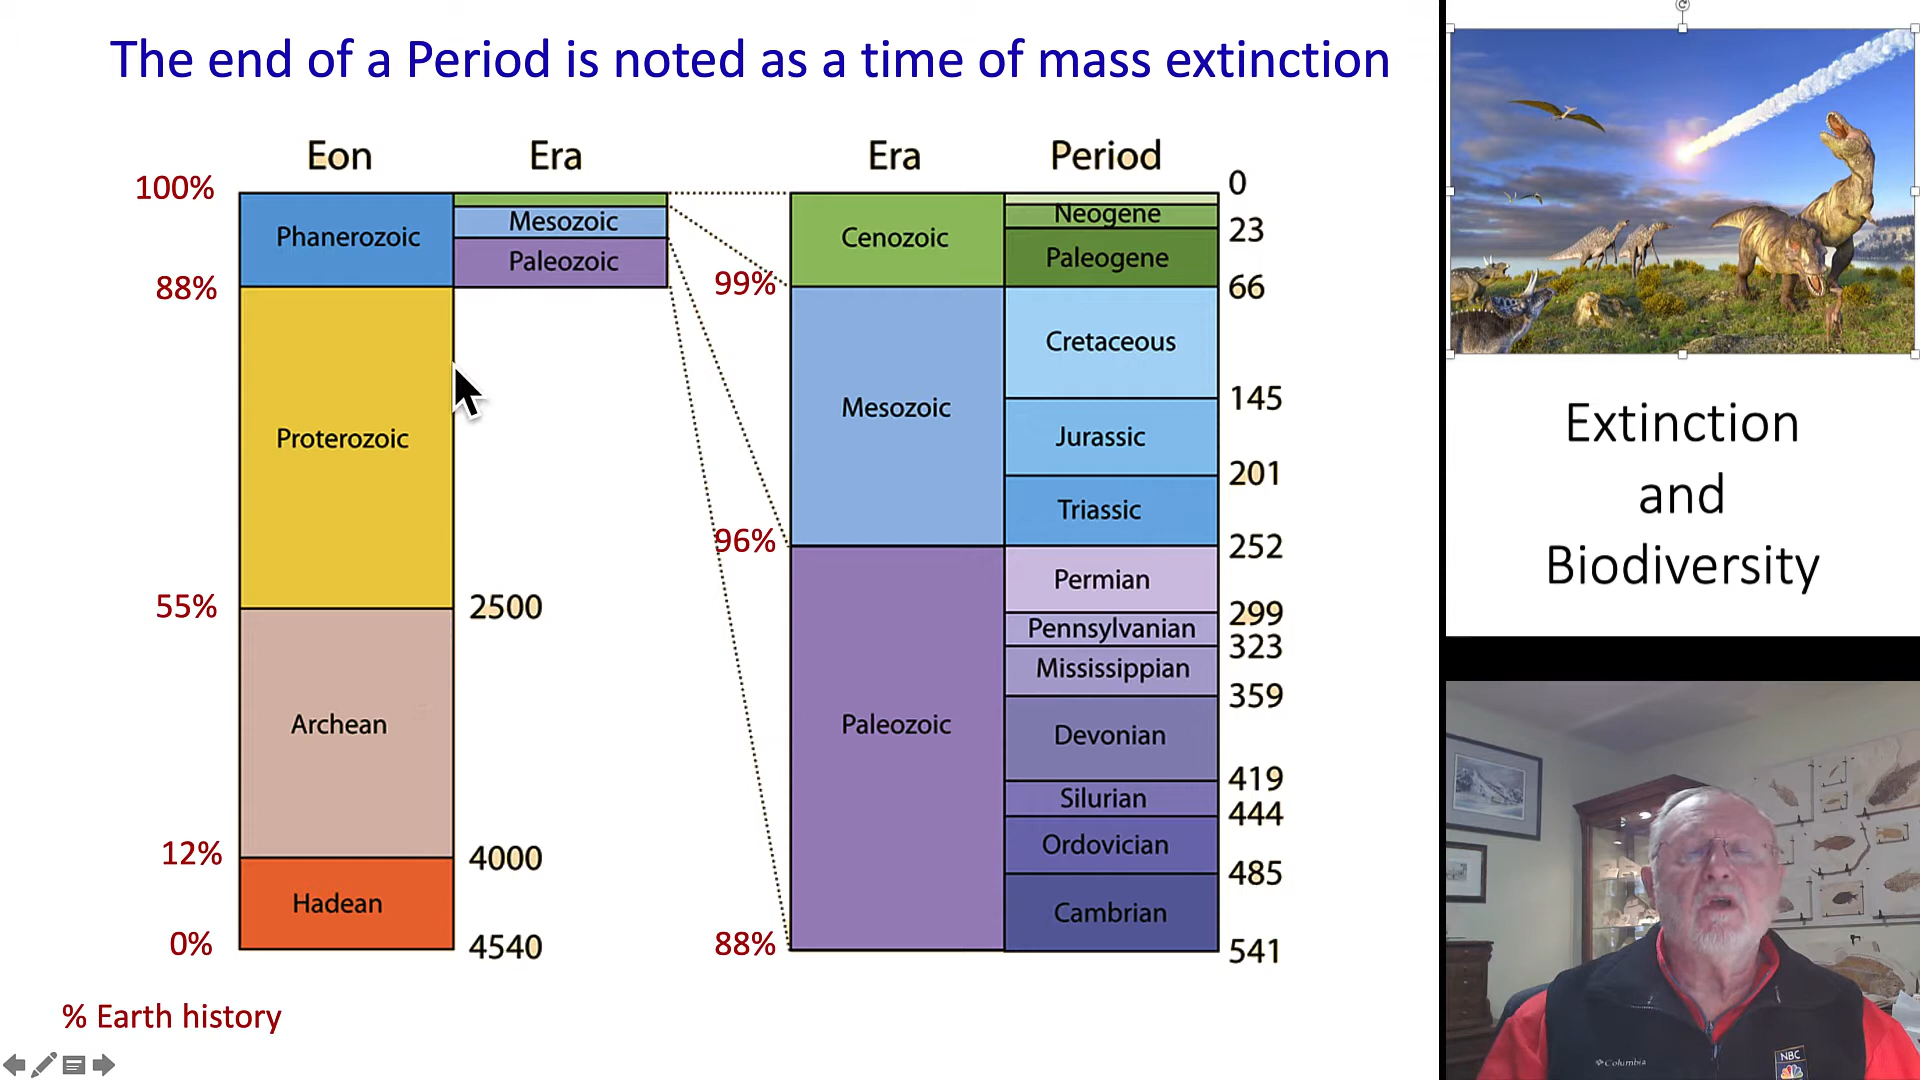 The end of a Period is noted as a time of mass extinction
Eon
Era
Era
Period
100%
88%
55%
12%
0%
Phanerozoic
Proterozoic
Archean
Hadean
Mesozoic
Paleozoic
2500
4000
4540
99%
96%
88%
Cenozoic
Mesozoic
Paleozoic
Neogene
Paleogene
Cretaceous
Jurassic
Triassic
Permian
Pennsylvanian
Mississippian
Devonian
Silurian
Ordovician
Cambrian
0
23
66
145
201
252
299
323
359
419
444
485
541
% Earth history
Extinction
and
Biodiversity
Columbia
NBC